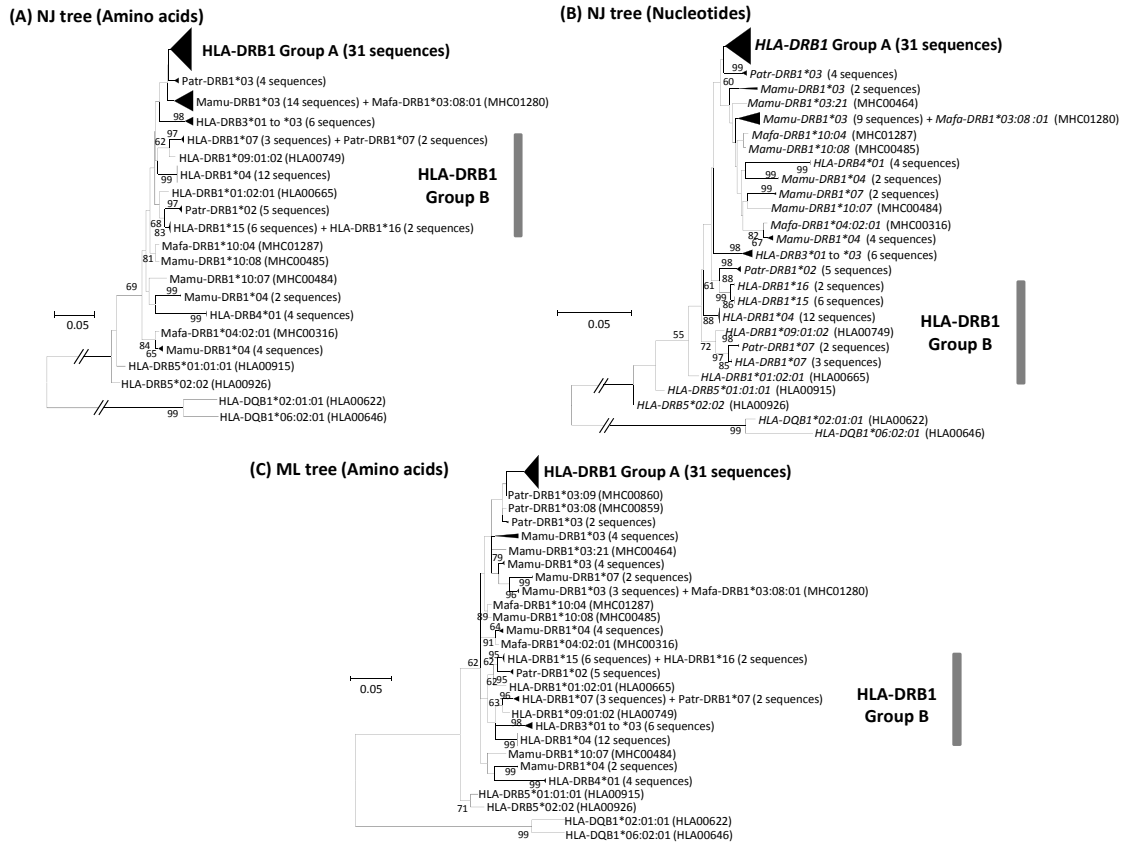 (A) NJ tree (Amino acids)
HLA-DRB1 Group A (31 sequences)
Patr-DRB1*03 (4 sequences)
Mamu-DRB1*03 (14 sequences) + Mafa-DRB1*03:08:01 (MHC01280)
98
HLA-DRB3*01 to *03 (6 sequences)
97
HLA-DRB1*07 (3 sequences) + Patr-DRB1*07 (2 sequences)
62
HLA-DRB1*09:01:02 (HLA00749)
HLA-DRB1*04 (12 sequences)
99
HLA-DRB1*01:02:01 (HLA00665)
97
Patr-DRB1*02 (5 sequences)
68
HLA-DRB1*15 (6 sequences) + HLA-DRB1*16 (2 sequences)
83
Mafa-DRB1*10:04 (MHC01287)
81
Mamu-DRB1*10:08 (MHC00485)
Mamu-DRB1*10:07 (MHC00484)
69
99
Mamu-DRB1*04 (2 sequences)
HLA-DRB4*01 (4 sequences)
99
Mafa-DRB1*04:02:01 (MHC00316)
84
65
Mamu-DRB1*04 (4 sequences)
HLA-DRB5*01:01:01 (HLA00915)
HLA-DRB5*02:02 (HLA00926)
HLA-DQB1*02:01:01 (HLA00622)
99
HLA-DQB1*06:02:01 (HLA00646)
0.05
HLA-DRB1
Group B
(B) NJ tree (Nucleotides)
HLA-DRB1 Group A (31 sequences)
99
Patr-DRB1*03 (4 sequences)
60
Mamu-DRB1*03 (2 sequences)
Mamu-DRB1*03:21 (MHC00464)
Mamu-DRB1*03 (9 sequences) + Mafa-DRB1*03:08:01 (MHC01280)
Mafa-DRB1*10:04 (MHC01287)
Mamu-DRB1*10:08 (MHC00485)
HLA-DRB4*01 (4 sequences)
99
99
Mamu-DRB1*04 (2 sequences)
99
Mamu-DRB1*07 (2 sequences)
Mamu-DRB1*10:07 (MHC00484)
Mafa-DRB1*04:02:01 (MHC00316)
82
67
Mamu-DRB1*04 (4 sequences)
98
HLA-DRB3*01 to *03 (6 sequences)
98
Patr-DRB1*02 (5 sequences)
88
61
HLA-DRB1*16 (2 sequences)
99
86
HLA-DRB1*15 (6 sequences)
HLA-DRB1*04 (12 sequences)
88
HLA-DRB1*09:01:02 (HLA00749)
55
98
72
Patr-DRB1*07 (2 sequences)
97
85
HLA-DRB1*07 (3 sequences)
HLA-DRB1*01:02:01 (HLA00665)
HLA-DRB5*01:01:01 (HLA00915)
HLA-DRB5*02:02 (HLA00926)
HLA-DQB1*02:01:01 (HLA00622)
99
HLA-DQB1*06:02:01 (HLA00646)
0.05
HLA-DRB1
Group B
(C) ML tree (Amino acids)
HLA-DRB1 Group A (31 sequences)
Patr-DRB1*03:09 (MHC00860)
Patr-DRB1*03:08 (MHC00859)
Patr-DRB1*03 (2 sequences)
Mamu-DRB1*03 (4 sequences)
Mamu-DRB1*03:21 (MHC00464)
79
Mamu-DRB1*03 (4 sequences)
Mamu-DRB1*07 (2 sequences)
99
Mamu-DRB1*03 (3 sequences) + Mafa-DRB1*03:08:01 (MHC01280)
96
Mafa-DRB1*10:04 (MHC01287)
89
Mamu-DRB1*10:08 (MHC00485)
64
Mamu-DRB1*04 (4 sequences)
91
Mafa-DRB1*04:02:01 (MHC00316)
95
HLA-DRB1*15 (6 sequences) + HLA-DRB1*16 (2 sequences)
62
62
Patr-DRB1*02 (5 sequences)
62
95
HLA-DRB1*01:02:01 (HLA00665)
96
HLA-DRB1*07 (3 sequences) + Patr-DRB1*07 (2 sequences)
63
HLA-DRB1*09:01:02 (HLA00749)
98
HLA-DRB3*01 to *03 (6 sequences)
HLA-DRB1*04 (12 sequences)
99
Mamu-DRB1*10:07 (MHC00484)
Mamu-DRB1*04 (2 sequences)
99
HLA-DRB4*01 (4 sequences)
99
HLA-DRB5*01:01:01 (HLA00915)
HLA-DRB5*02:02 (HLA00926)
71
HLA-DQB1*02:01:01 (HLA00622)
99
HLA-DQB1*06:02:01 (HLA00646)
0.05
HLA-DRB1
Group B